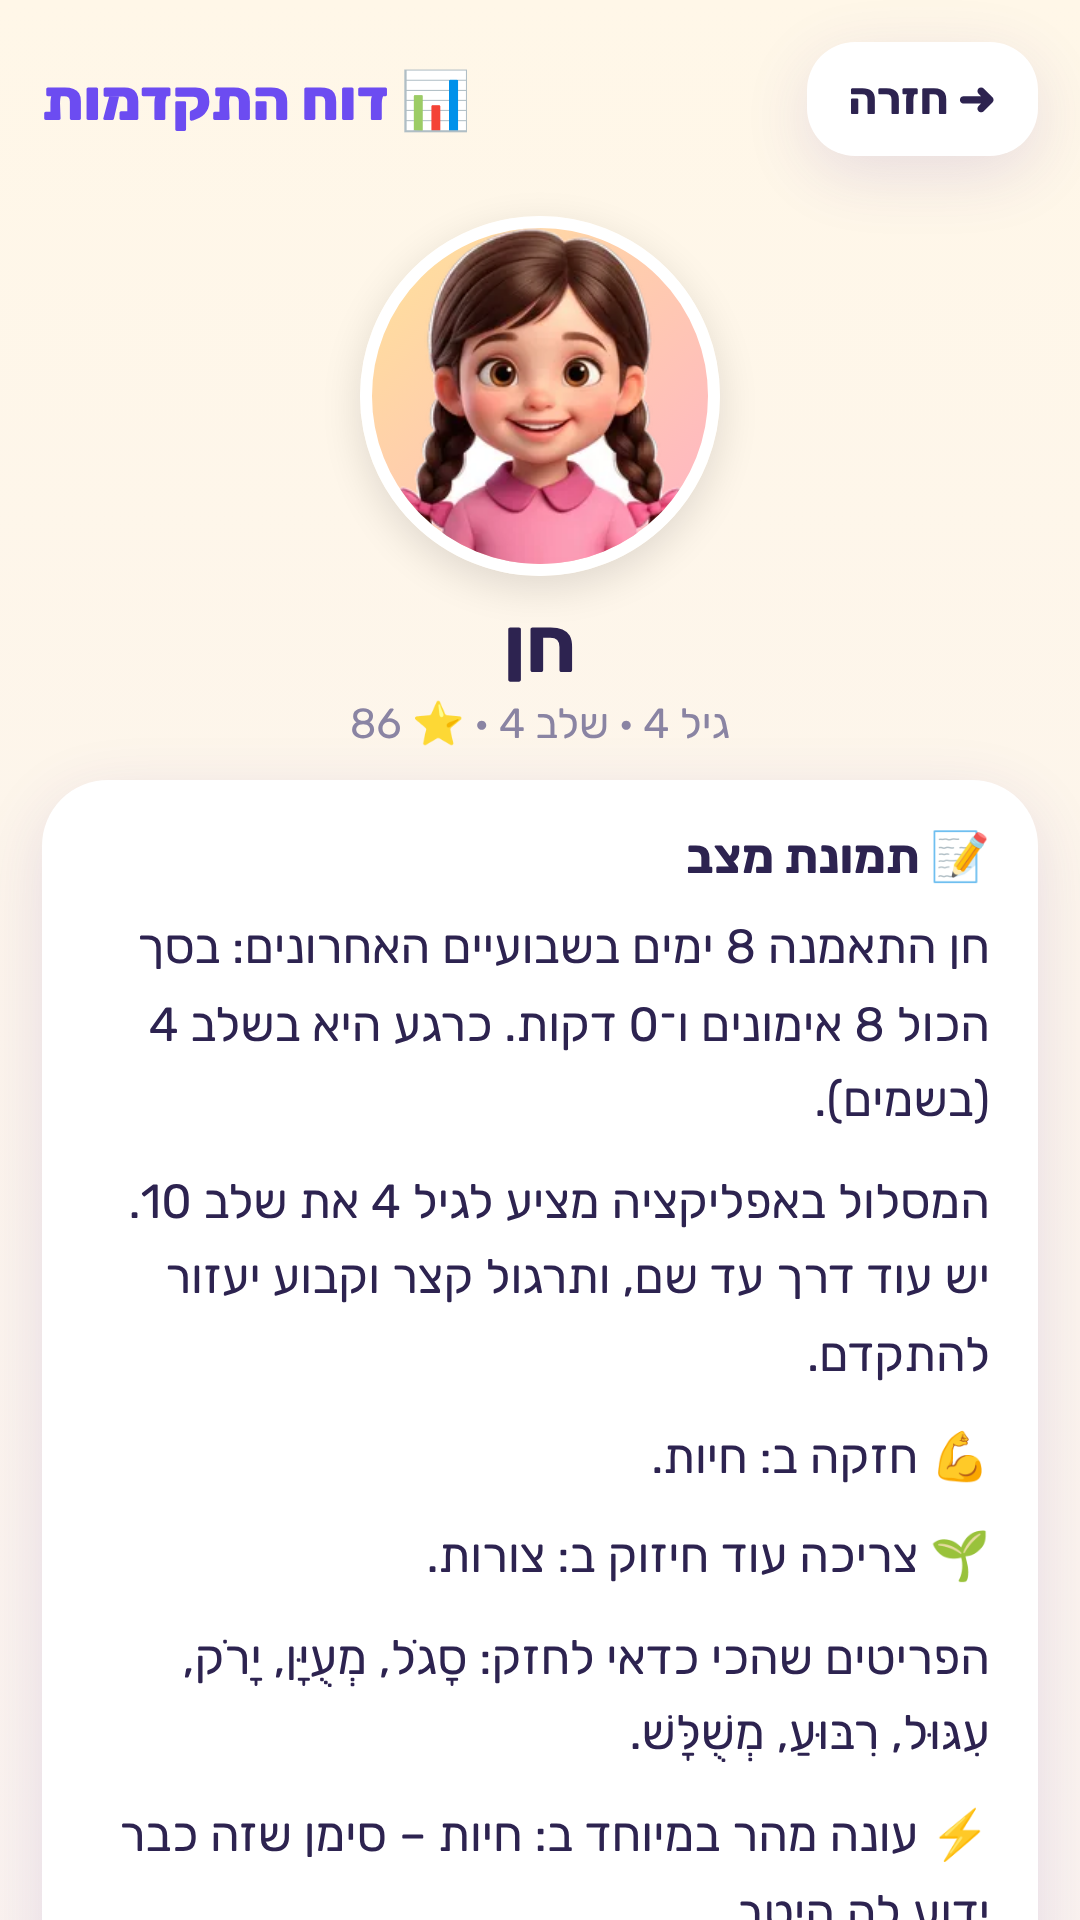 ➜ חזרה
📊 דוח התקדמות
חן
גיל 4 • שלב 4 • ⭐ 86
📝 תמונת מצב
חן התאמנה 8 ימים בשבועיים האחרונים: בסך
הכול 8 אימונים ו־0 דקות. כרגע היא בשלב 4
(בשמים).
המסלול באפליקציה מציע לגיל 4 את שלב 10.
יש עוד דרך עד שם, ותרגול קצר וקבוע יעזור
להתקדם.
💪 חזקה ב: חיות.
🌱 צריכה עוד חיזוק ב: צורות.
הפריטים שהכי כדאי לחזק: סָגֹל, מְעֻיָּן, יָרֹק,
עִגּוּל, רִבּוּעַ, מְשֻׁלָּשׁ.
⚡ עונה מהר במיוחד ב: חיות – סימן שזה כבר
ידוע לה היטב